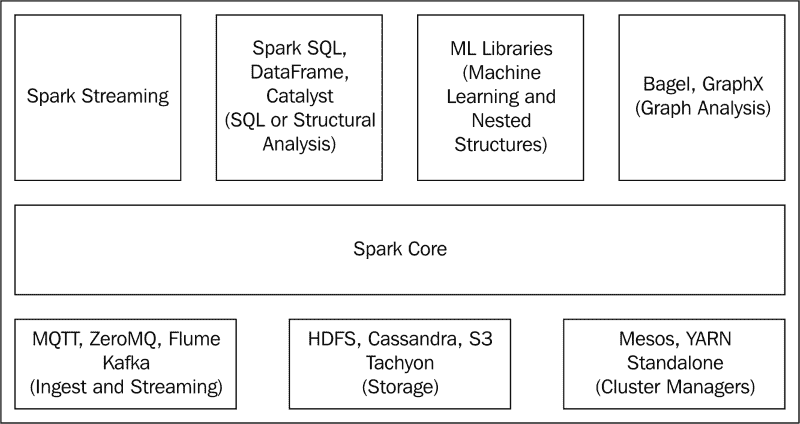 Spark Streaming
Spark SQL,
DataFrame,
Catalyst
(SQL or Structural
Analysis)
ML Libraries
(Machine
Learning and
Nested
Structures)
Bagel, GraphX
(Graph Analysis)
Spark Core
MQTT, ZeroMQ, Flume
Kafka
(Ingest and Streaming)
HDFS, Cassandra, S3
Tachyon
(Storage)
Mesos, YARN
Standalone
(Cluster Managers)